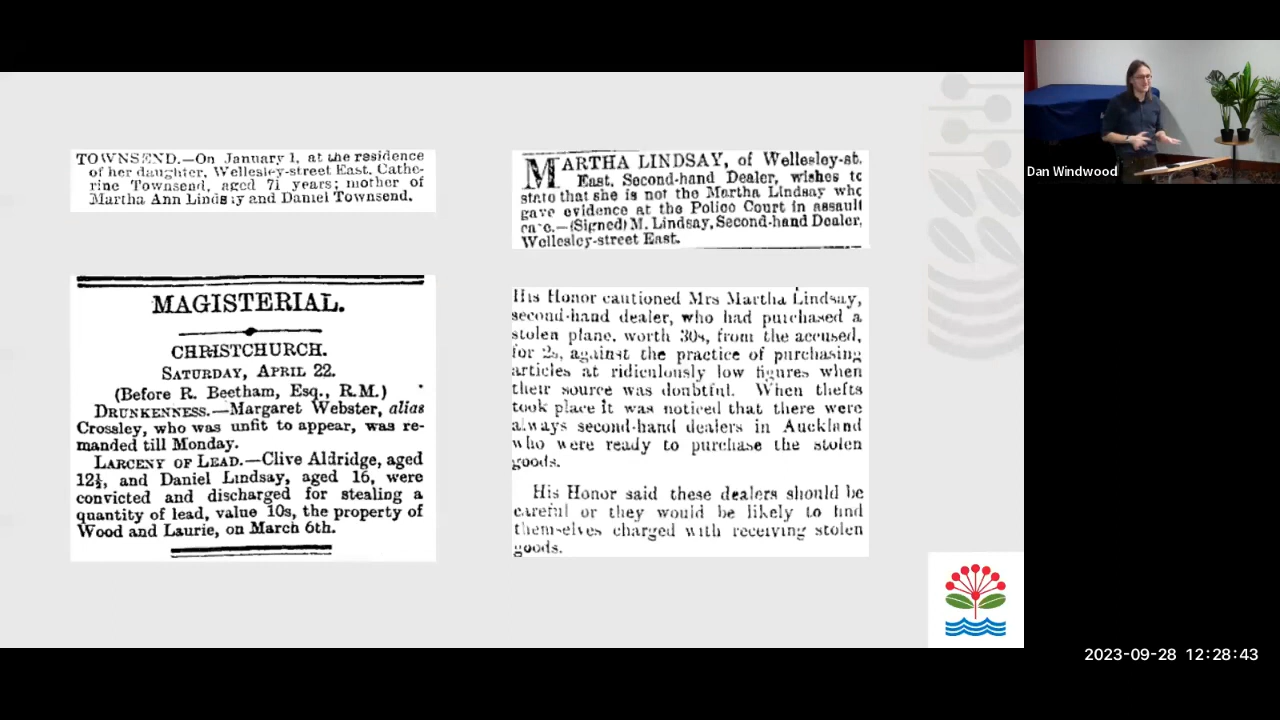 TOWNSEND.—On January 1, at the residence
of her daughter, Wellesley-street East, Cathe-
rine Townsend, aged 71 years; mother of
Martha Ann Lindsay and Daniel Townsend.
MAGISTERIAL.
CHRISTCHURCH.
SATURDAY, APRIL 22.
(Before R. Beetham, Esq., R.M.)
DRUNKENNESS.—Margaret Webster, alias
Crossley, who was unfit to appear, was re-
manded till Monday.
LARCENY OF LEAD.—Clive Aldridge, aged
12½, and Daniel Lindsay, aged 16, were
convicted and discharged for stealing a
quantity of lead, value 10s, the property of
Wood and Laurie, on March 6th.
MARTHA LINDSAY, of Wellesley-st.
East, Second-hand Dealer, wishes to
state that she is not the Martha Lindsay who
gave evidence at the Police Court in assault
case.—(Signed) M. Lindsay, Second-hand Dealer,
Wellesley-street East.
His Honor cautioned Mrs Martha Lindsay,
second-hand dealer, who had purchased a
stolen plane, worth 30s, from the accused,
for 2s, against the practice of purchasing
articles at ridiculously low figures when
their source was doubtful. When thefts
took place it was noticed that there were
always second-hand dealers in Auckland
who were ready to purchase the stolen
goods.
His Honor said these dealers should be
careful or they would be likely to find
themselves charged with receiving stolen
goods.
Dan Windwood
2023-09-28 12:28:43